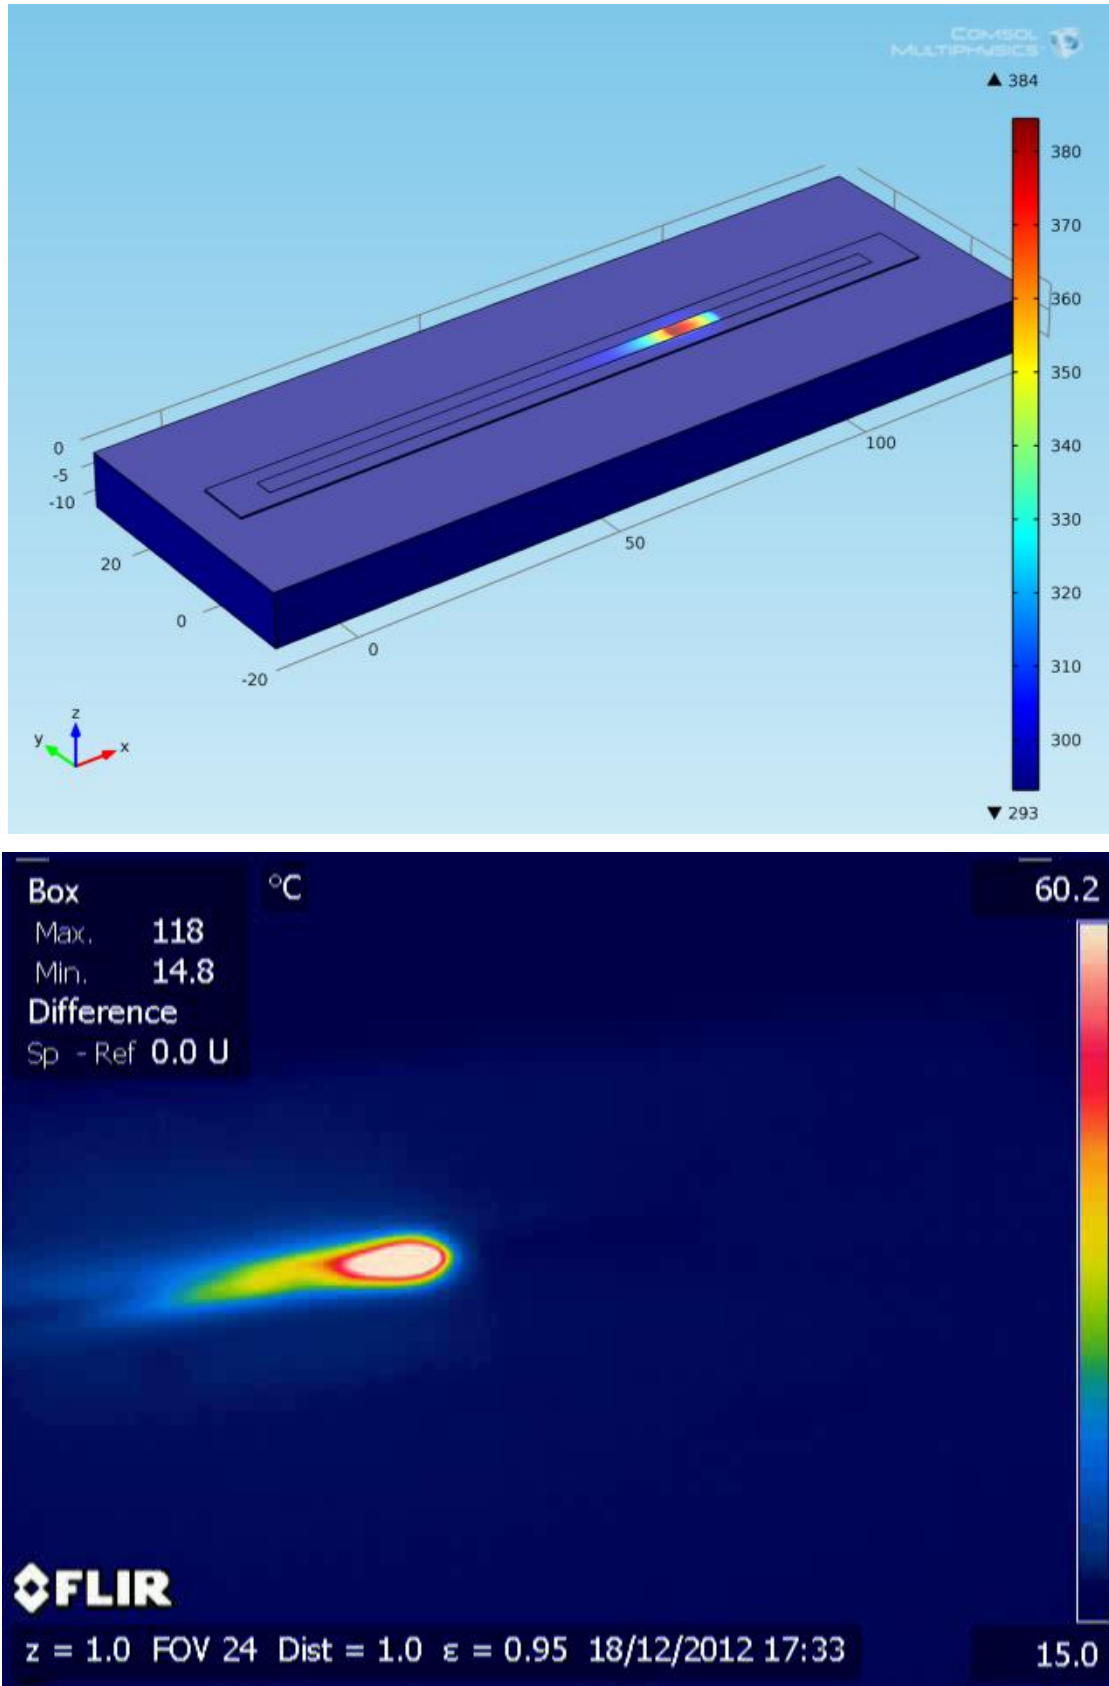 COMSOL
MULTIPHYSICS
▲ 384
380
370
360
350
340
330
320
310
300
▼ 293
0
-5
-10
20
0
-20
0
50
100
z
y
x
Box
°C
60.2
Max. 118
Min. 14.8
Difference
Sp - Ref 0.0 U
FLIR
z = 1.0 FOV 24 Dist = 1.0 ε = 0.95 18/12/2012 17:33
15.0